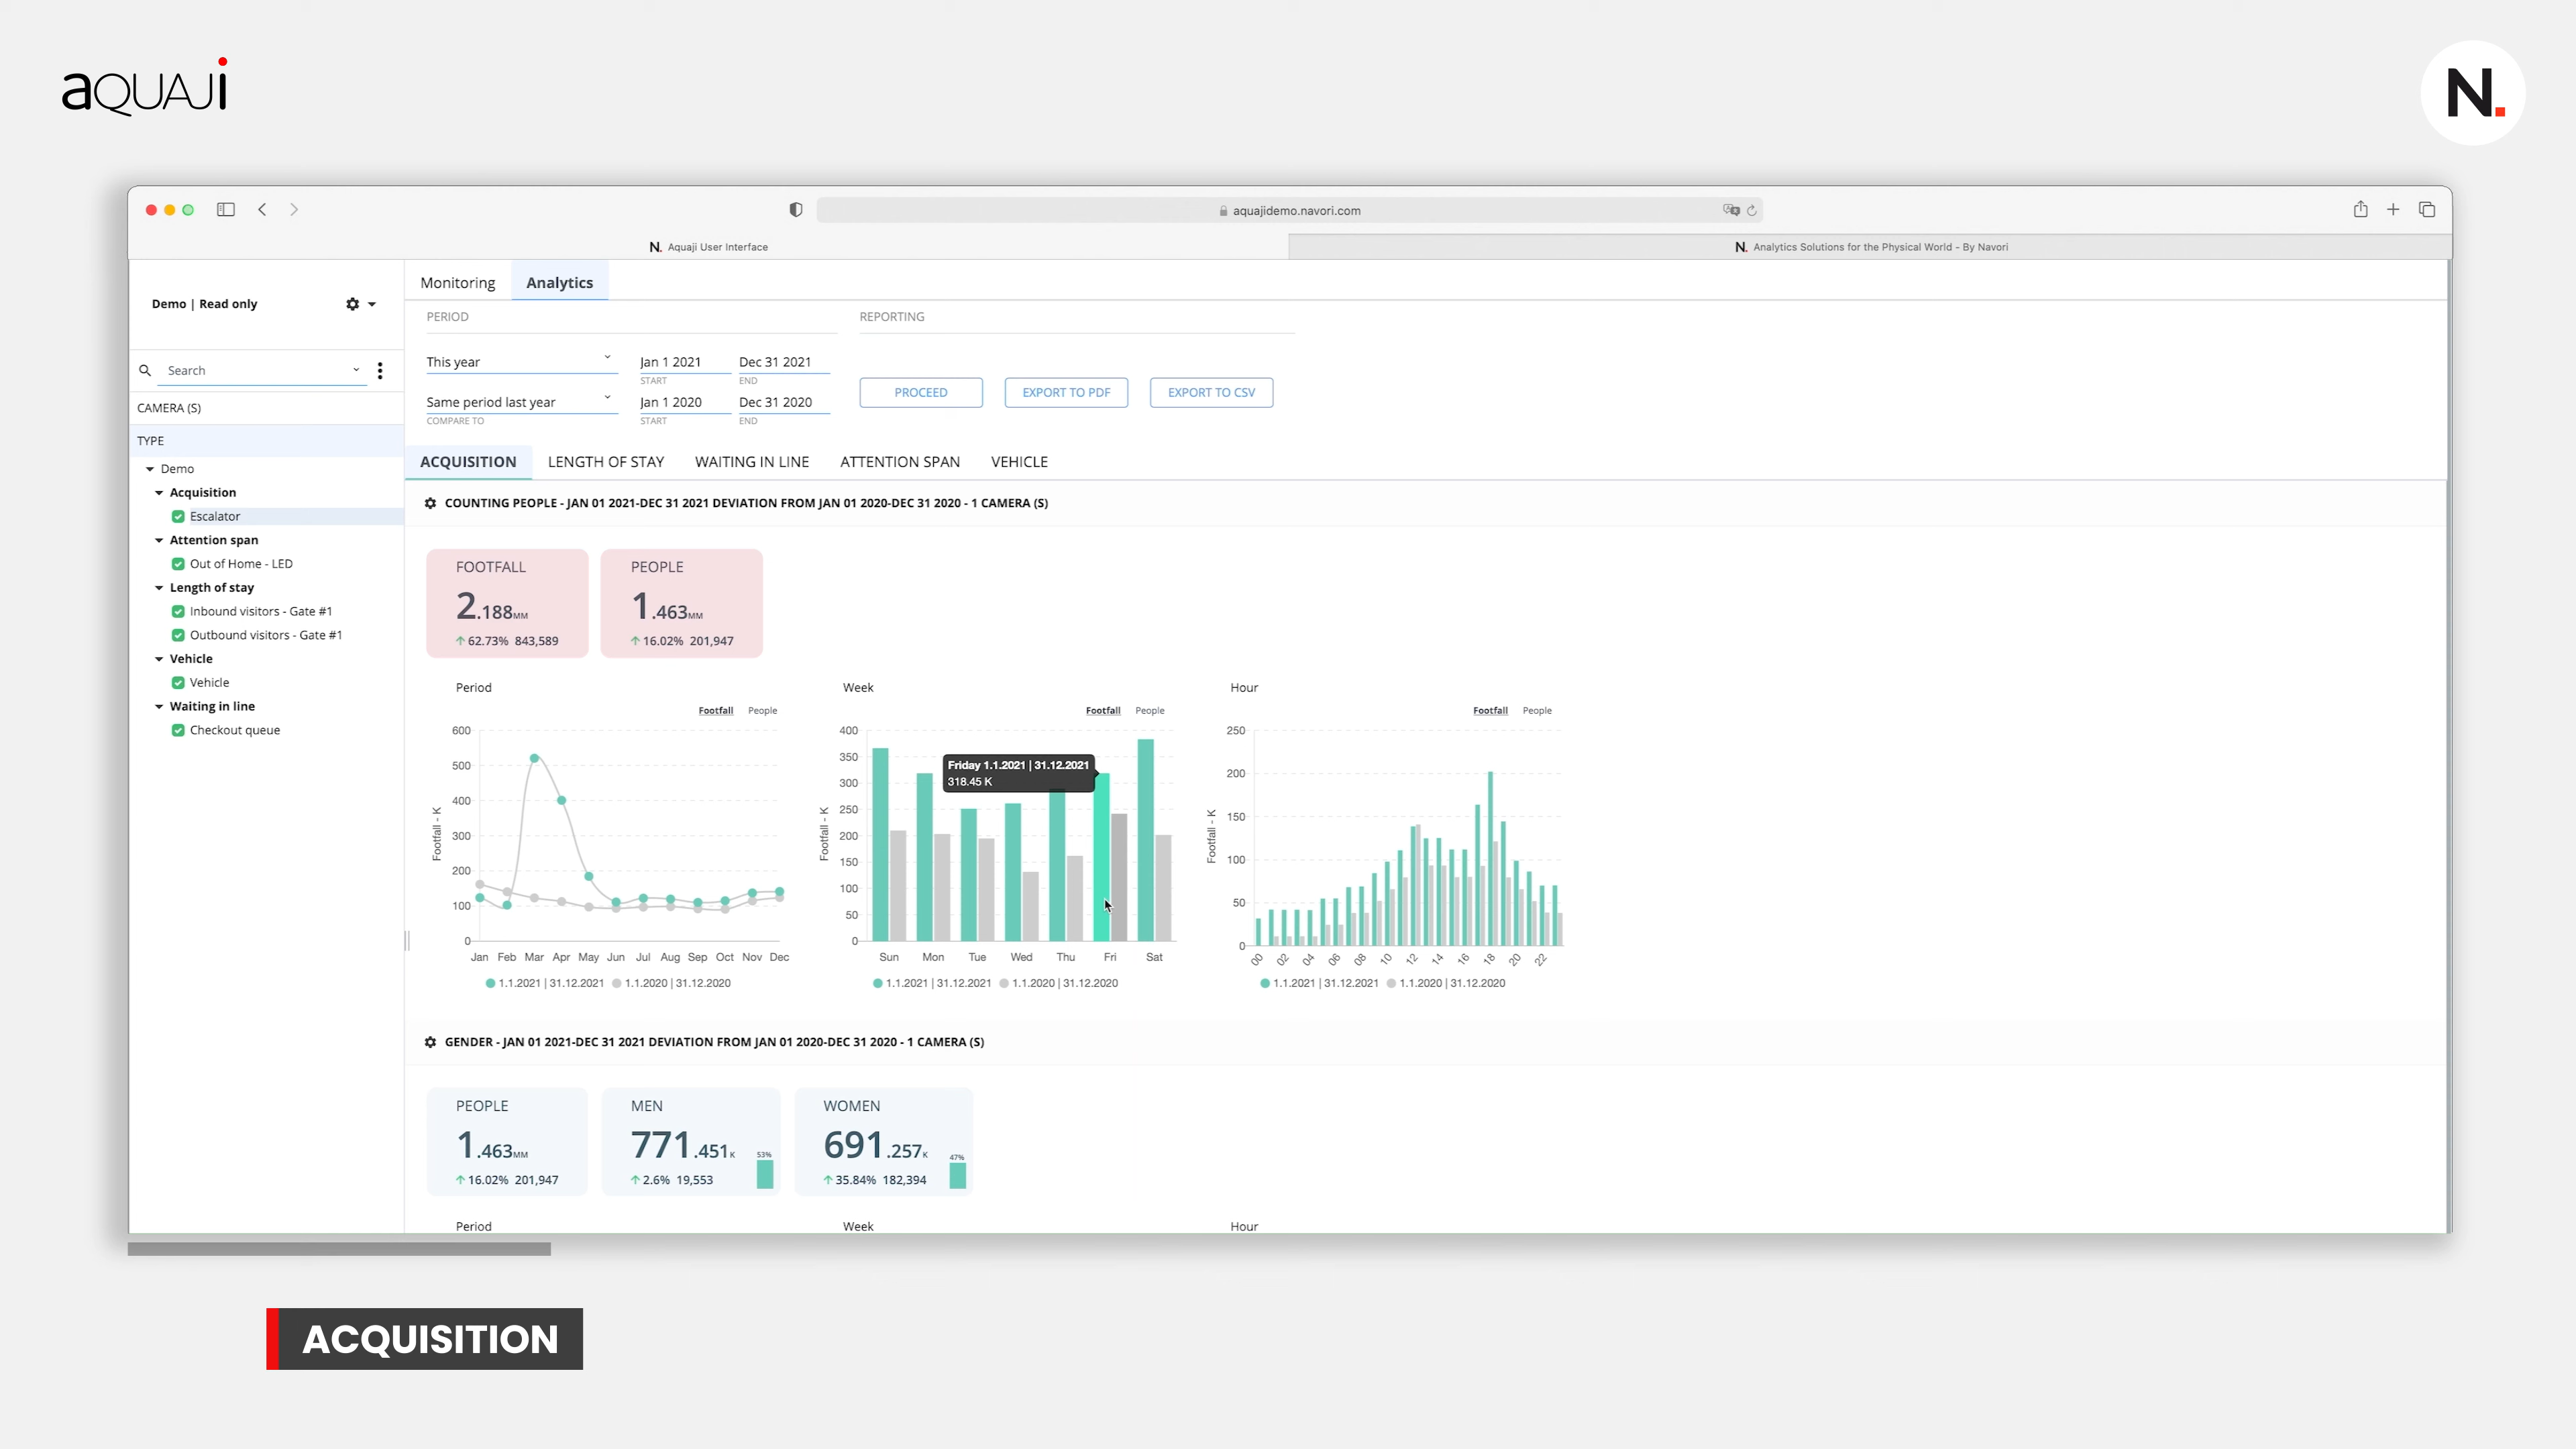 aQUAJi
N.
aquajidemo.navori.com
N. Aquaji User Interface
N. Analytics Solutions for the Physical World - By Navori
Demo | Read only
Monitoring Analytics
PERIOD REPORTING
This year Jan 1 2021 Dec 31 2021
START END
Same period last year Jan 1 2020 Dec 31 2020
COMPARE TO START END
PROCEED EXPORT TO PDF EXPORT TO CSV
Search
CAMERA (S)
TYPE
Demo
Acquisition
Escalator
Attention span
Out of Home - LED
Length of stay
Inbound visitors - Gate #1
Outbound visitors - Gate #1
Vehicle
Vehicle
Waiting in line
Checkout queue
ACQUISITION LENGTH OF STAY WAITING IN LINE ATTENTION SPAN VEHICLE
COUNTING PEOPLE - JAN 01 2021-DEC 31 2021 DEVIATION FROM JAN 01 2020-DEC 31 2020 - 1 CAMERA (S)
FOOTFALL
2.188MM
62.73% 843,589
PEOPLE
1.463MM
16.02% 201,947
Period
Footfall People
600
500
400
300
200
100
0
Footfall - K
Jan Feb Mar Apr May Jun Jul Aug Sep Oct Nov Dec
1.1.2021 | 31.12.2021 1.1.2020 | 31.12.2020
Week
Footfall People
400
350
300
250
200
150
100
50
0
Footfall - K
Friday 1.1.2021 | 31.12.2021
318.45 K
Sun Mon Tue Wed Thu Fri Sat
1.1.2021 | 31.12.2021 1.1.2020 | 31.12.2020
Hour
Footfall People
250
200
150
100
50
0
Footfall - K
00 02 04 06 08 10 12 14 16 18 20 22
1.1.2021 | 31.12.2021 1.1.2020 | 31.12.2020
GENDER - JAN 01 2021-DEC 31 2021 DEVIATION FROM JAN 01 2020-DEC 31 2020 - 1 CAMERA (S)
PEOPLE
1.463MM
16.02% 201,947
MEN
771.451K
53%
2.6% 19,553
WOMEN
691.257K
47%
35.84% 182,394
Period Week Hour
ACQUISITION